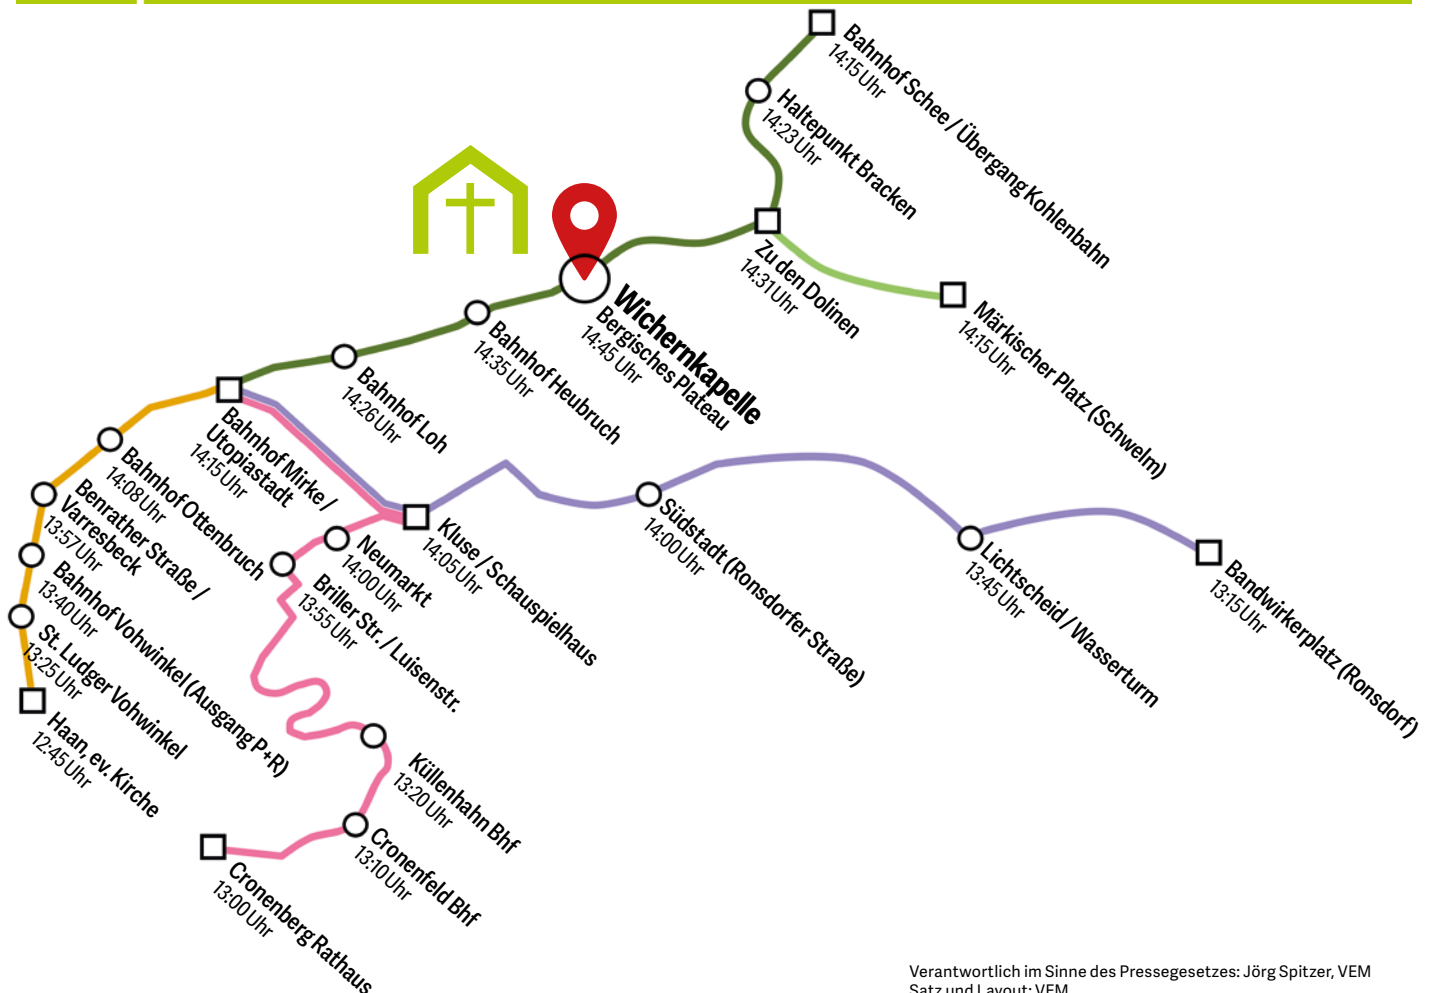 Bahnhof Schee / Übergang Kohlenbahn
14:15 Uhr
Haltepunkt Bracken
14:23 Uhr
Zu den Dolinen
14:31 Uhr
Märkischer Platz (Schwelm)
14:15 Uhr
Wichernkapelle
Bergisches Plateau
14:45 Uhr
Bahnhof Heubruch
14:35 Uhr
Bahnhof Loh
14:26 Uhr
Bahnhof Mirke /
Utopiastadt
14:15 Uhr
Bahnhof Ottenbruch
14:08 Uhr
Benrather Straße /
Varresbeck
13:57 Uhr
Bahnhof Vohwinkel (Ausgang P+R)
13:40 Uhr
St. Ludger Vohwinkel
13:25 Uhr
Haan, ev. Kirche
12:45 Uhr
Kluse / Schauspielhaus
14:05 Uhr
Neumarkt
14:00 Uhr
Briller Str. / Luisenstr.
13:55 Uhr
Küllenhahn Bhf
13:20 Uhr
Cronenfeld Bhf
13:10 Uhr
Cronenberg Rathaus
13:00 Uhr
Südstadt (Ronsdorfer Straße)
14:00 Uhr
Lichtscheid / Wasserturm
13:45 Uhr
Bandwirkerplatz (Ronsdorf)
13:15 Uhr
Verantwortlich im Sinne des Pressegesetzes: Jörg Spitzer, VEM
Satz und Layout: VEM